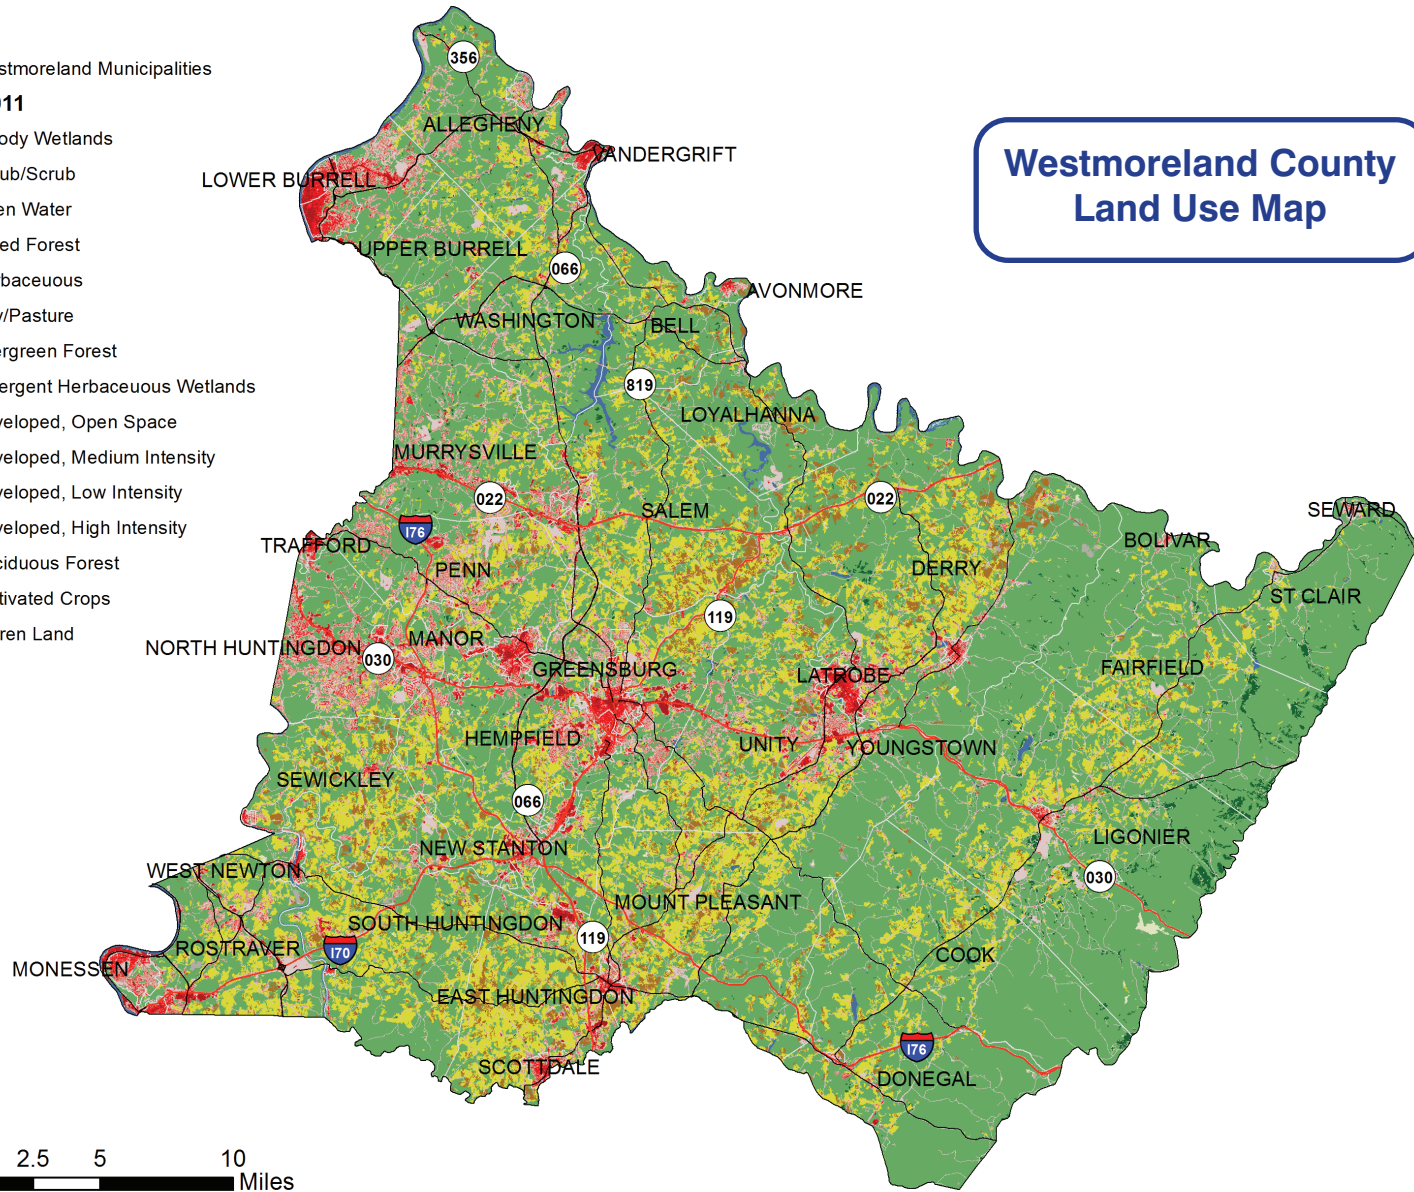 stmoreland Municipalities
11
ody Wetlands
ub/Scrub
en Water
ed Forest
rbaceuous
y/Pasture
ergreen Forest
ergent Herbaceuous Wetlands
veloped, Open Space
veloped, Medium Intensity
veloped, Low Intensity
veloped, High Intensity
ciduous Forest
tivated Crops
ren Land
Westmoreland County
Land Use Map
356
ALLEGHENY
VANDERGRIFT
LOWER BURRELL
UPPER BURRELL
066
AVONMORE
WASHINGTON
BELL
819
LOYALHANNA
MURRYSVILLE
022
022
SALEM
SEWARD
I76
TRAFFORD
BOLIVAR
PENN
DERRY
ST CLAIR
119
NORTH HUNTINGDON
MANOR
030
GREENSBURG
LATROBE
FAIRFIELD
HEMPFIELD
UNITY
YOUNGSTOWN
SEWICKLEY
066
NEW STANTON
LIGONIER
WEST NEWTON
030
MOUNT PLEASANT
SOUTH HUNTINGDON
119
ROSTRAVER
I70
COOK
MONESSEN
EAST HUNTINGDON
I76
SCOTTDALE
DONEGAL
2.5 5 10
Miles